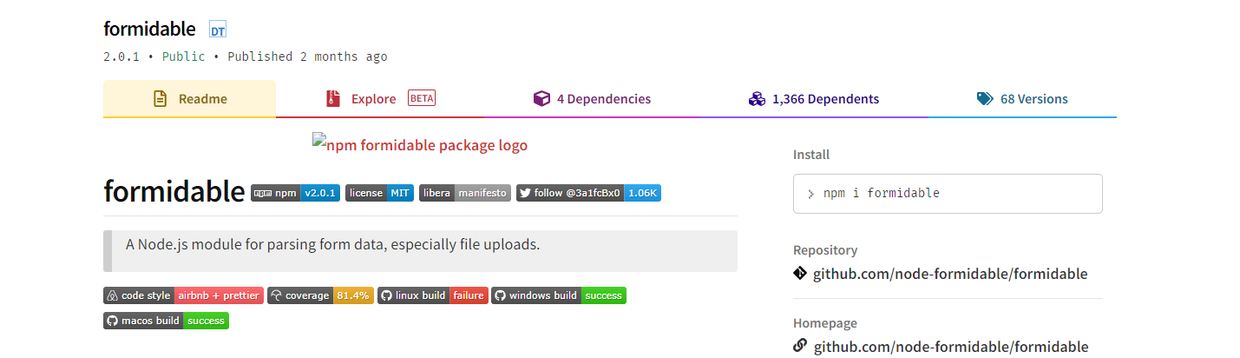 formidable DT
2.0.1 • Public • Published 2 months ago
Readme
Explore BETA
4 Dependencies
1,366 Dependents
68 Versions
npm formidable package logo
formidable npm v2.0.1 license MIT libera manifesto follow @3a1fcBx0 1.06K
A Node.js module for parsing form data, especially file uploads.
code style airbnb + prettier coverage 81.4% linux build failure windows build success
macos build success
Install
> npm i formidable
Repository
github.com/node-formidable/formidable
Homepage
github.com/node-formidable/formidable